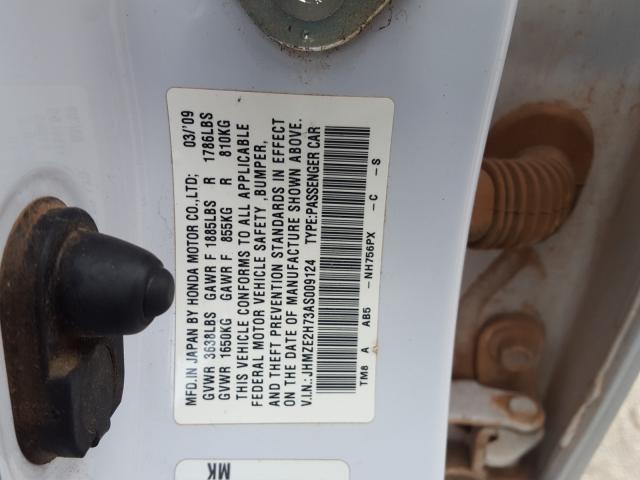 MFD.IN JAPAN BY HONDA MOTOR CO.,LTD; 03/'09
GVWR 3638LBS GAWR F 1885LBS R 1786LBS
GVWR 1650KG GAWR F 855KG R 810KG
THIS VEHICLE CONFORMS TO ALL APPLICABLE
FEDERAL MOTOR VEHICLE SAFETY ,BUMPER,
AND THEFT PREVENTION STANDARDS IN EFFECT
ON THE DATE OF MANUFACTURE SHOWN ABOVE.
V.I.N.: JHMZE2H73AS009124 TYPE:PASSENGER CAR
TM8 A AB5 -NH756PX -C -S
MK